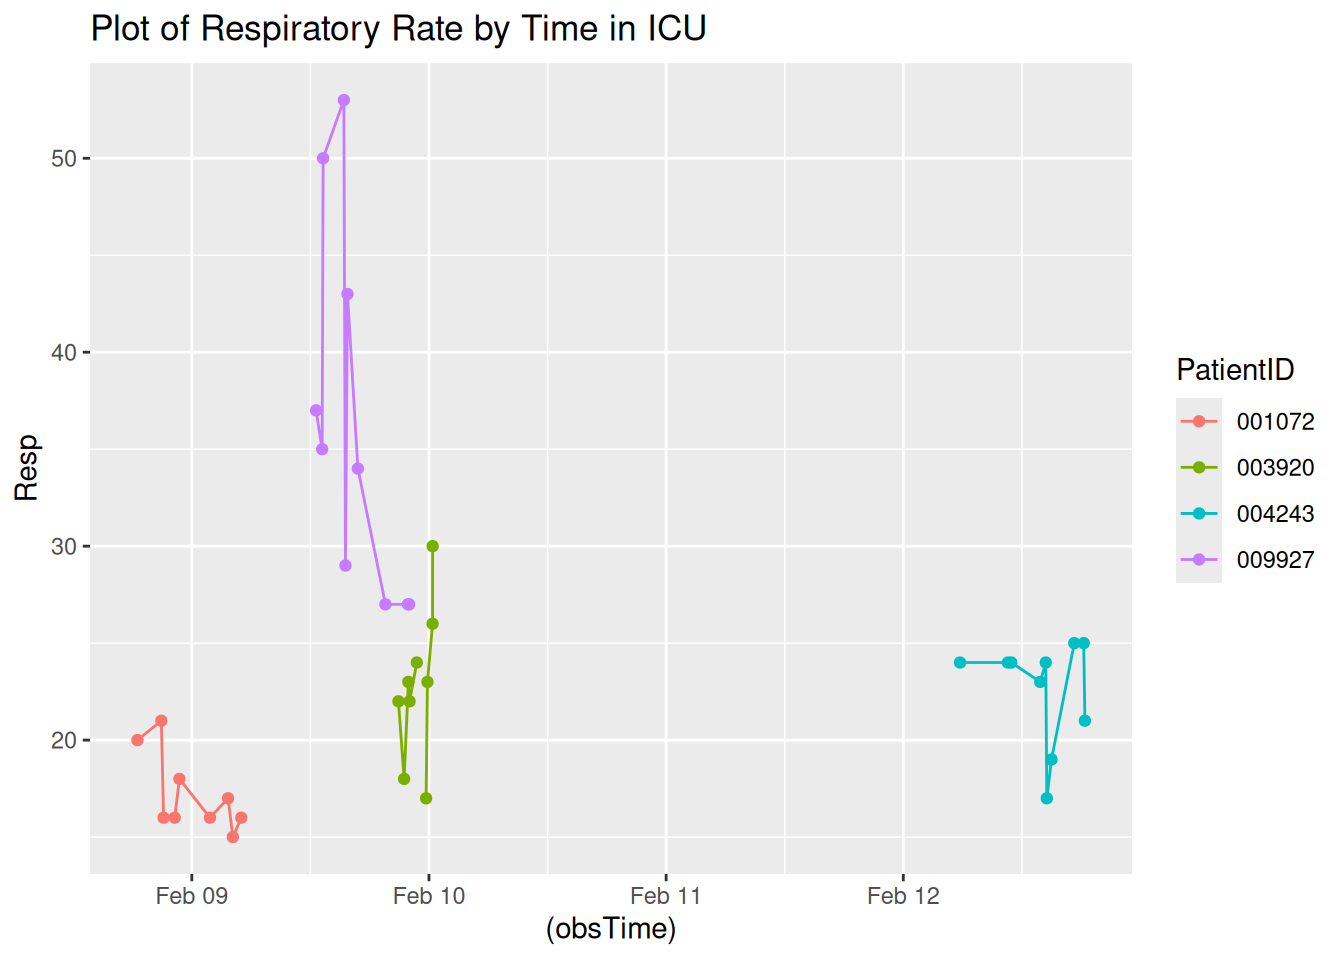 Plot of Respiratory Rate by Time in ICU
50
40
30
20
Resp
Feb 09
Feb 10
Feb 11
Feb 12
(obsTime)
PatientID
001072
003920
004243
009927